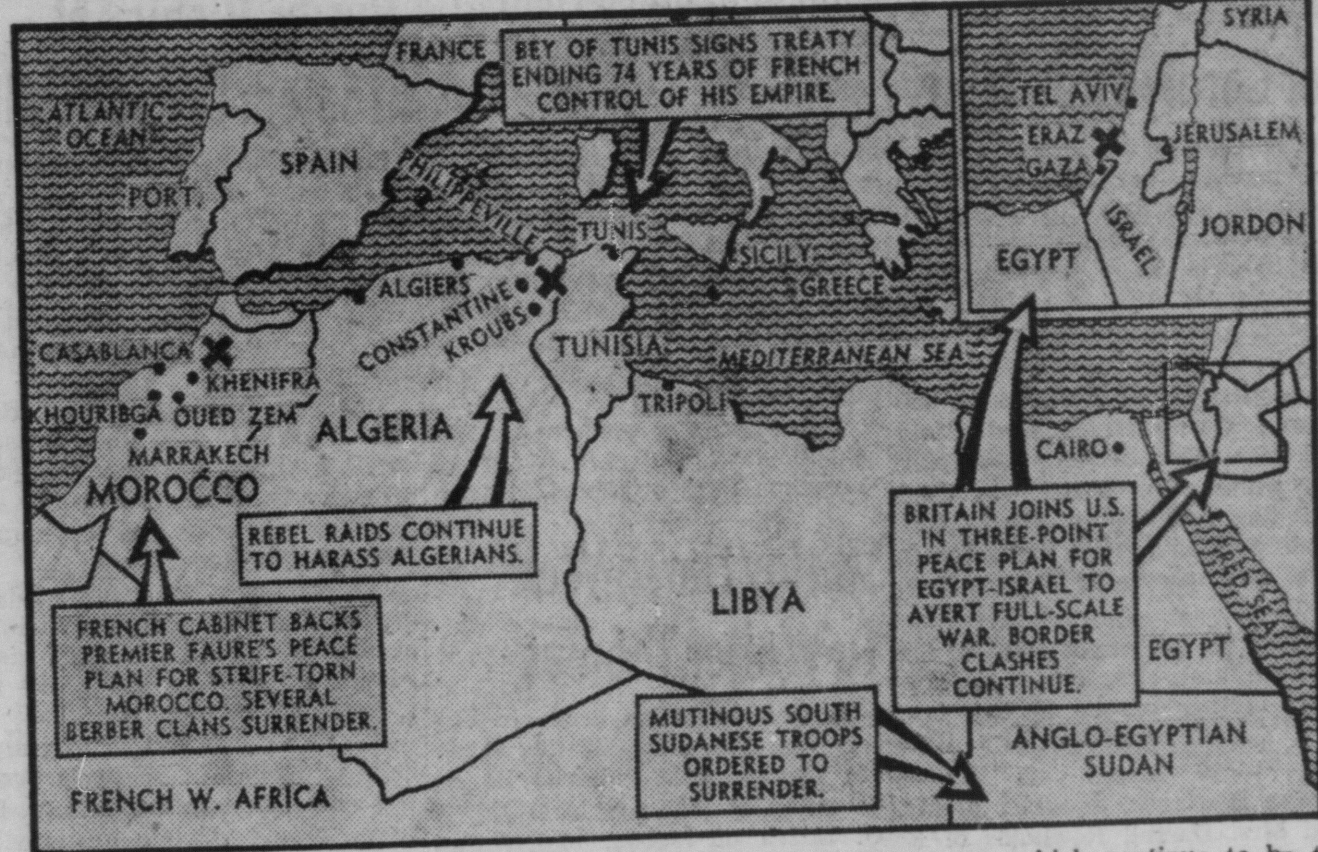 FRANCE
BEY OF TUNIS SIGNS TREATY
ENDING 74 YEARS OF FRENCH
CONTROL OF HIS EMPIRE.
SYRIA
ATLANTIC
OCEAN
SPAIN
PORT.
PHILIPPEVILLE
TUNIS
SICILY
GREECE
TEL AVIV
ERAZ
GAZA
JERUSALEM
ISRAEL
JORDON
EGYPT
ALGIERS
CONSTANTINE
KROUBS
TUNISIA
MEDITERRANEAN SEA
CASABLANCA
KHENIFRA
KHOURIBGA
OUED ZEM
MARRAKECH
MOROCCO
ALGERIA
TRIPOLI
CAIRO
REBEL RAIDS CONTINUE
TO HARASS ALGERIANS.
BRITAIN JOINS U.S.
IN THREE-POINT
PEACE PLAN FOR
EGYPT-ISRAEL TO
AVERT FULL-SCALE
WAR. BORDER
CLASHES
CONTINUE.
RED SEA
LIBYA
EGYPT
FRENCH CABINET BACKS
PREMIER FAURE'S PEACE
PLAN FOR STRIFE-TORN
MOROCCO. SEVERAL
BERBER CLANS SURRENDER.
MUTINOUS SOUTH
SUDANESE TROOPS
ORDERED TO
SURRENDER.
ANGLO-EGYPTIAN
SUDAN
FRENCH W. AFRICA